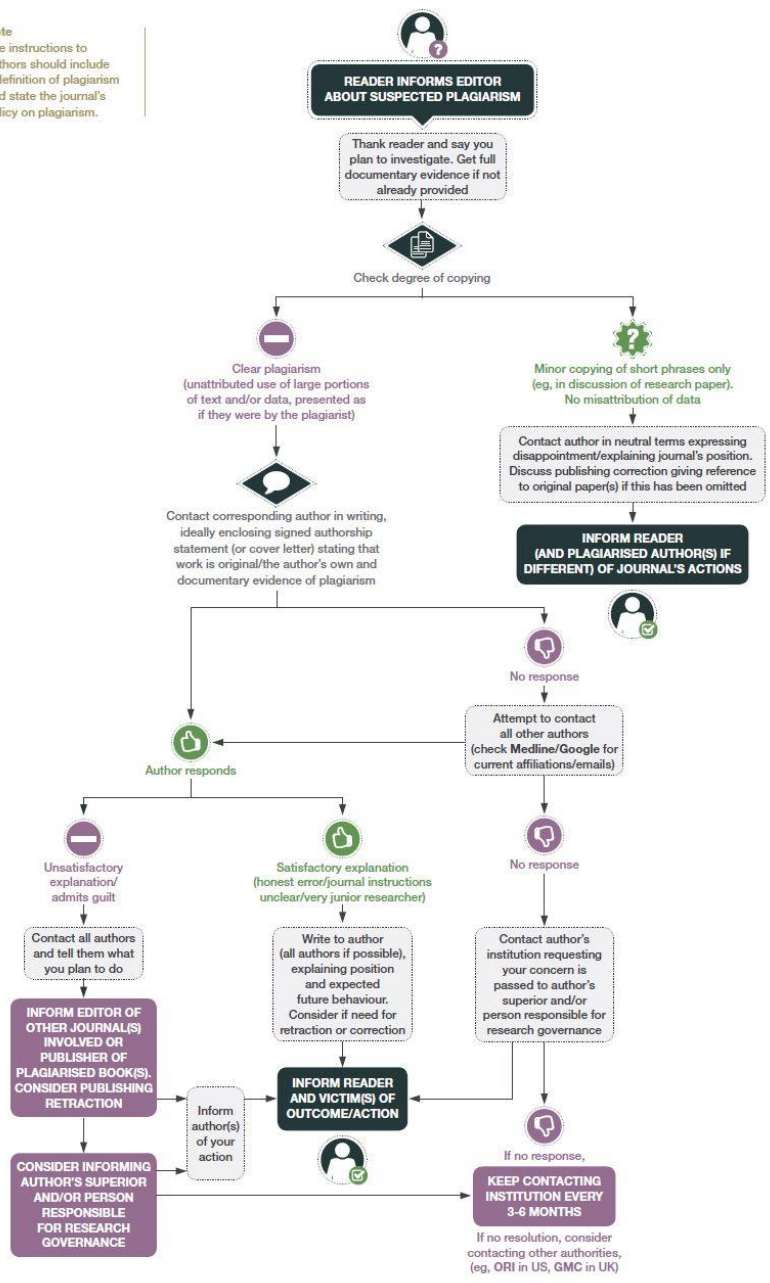 e instructions to
thors should include
definition of plagiarism
d state the journal's
licy on plagiarism.
READER INFORMS EDITOR
ABOUT SUSPECTED PLAGIARISM
Thank reader and say you
plan to investigate. Get full
documentary evidence if not
already provided
Check degree of copying
Clear plagiarism
(unattributed use of large portions
of text and/or data, presented as
if they were by the plagiarist)
Minor copying of short phrases only
(eg, in discussion of research paper).
No misattribution of data
Contact author in neutral terms expressing
disappointment/explaining journal's position.
Discuss publishing correction giving reference
to original paper(s) if this has been omitted
Contact corresponding author in writing,
ideally enclosing signed authorship
statement (or cover letter) stating that
work is original/the author's own and
documentary evidence of plagiarism
INFORM READER
(AND PLAGIARISED AUTHOR(S) IF
DIFFERENT) OF JOURNAL'S ACTIONS
No response
Attempt to contact
all other authors
(check Medline/Google for
current affiliations/emails)
Author responds
No response
Unsatisfactory
explanation/
admits guilt
Satisfactory explanation
(honest error/journal instructions
unclear/very junior researcher)
Contact all authors
and tell them what
you plan to do
Write to author
(all authors if possible),
explaining position
and expected
future behaviour.
Consider if need for
retraction or correction
Contact author's
institution requesting
your concern is
passed to author's
superior and/or
person responsible for
research governance
INFORM EDITOR OF
OTHER JOURNAL(S)
INVOLVED OR
PUBLISHER OF
PLAGIARISED BOOK(S).
CONSIDER PUBLISHING
RETRACTION
Inform
author(s)
of your
action
INFORM READER
AND VICTIM(S) OF
OUTCOME/ACTION
If no response,
CONSIDER INFORMING
AUTHOR'S SUPERIOR
AND/OR PERSON
RESPONSIBLE
FOR RESEARCH
GOVERNANCE
KEEP CONTACTING
INSTITUTION EVERY
3-6 MONTHS
If no resolution, consider
contacting other authorities,
(eg, ORI in US, GMC in UK)